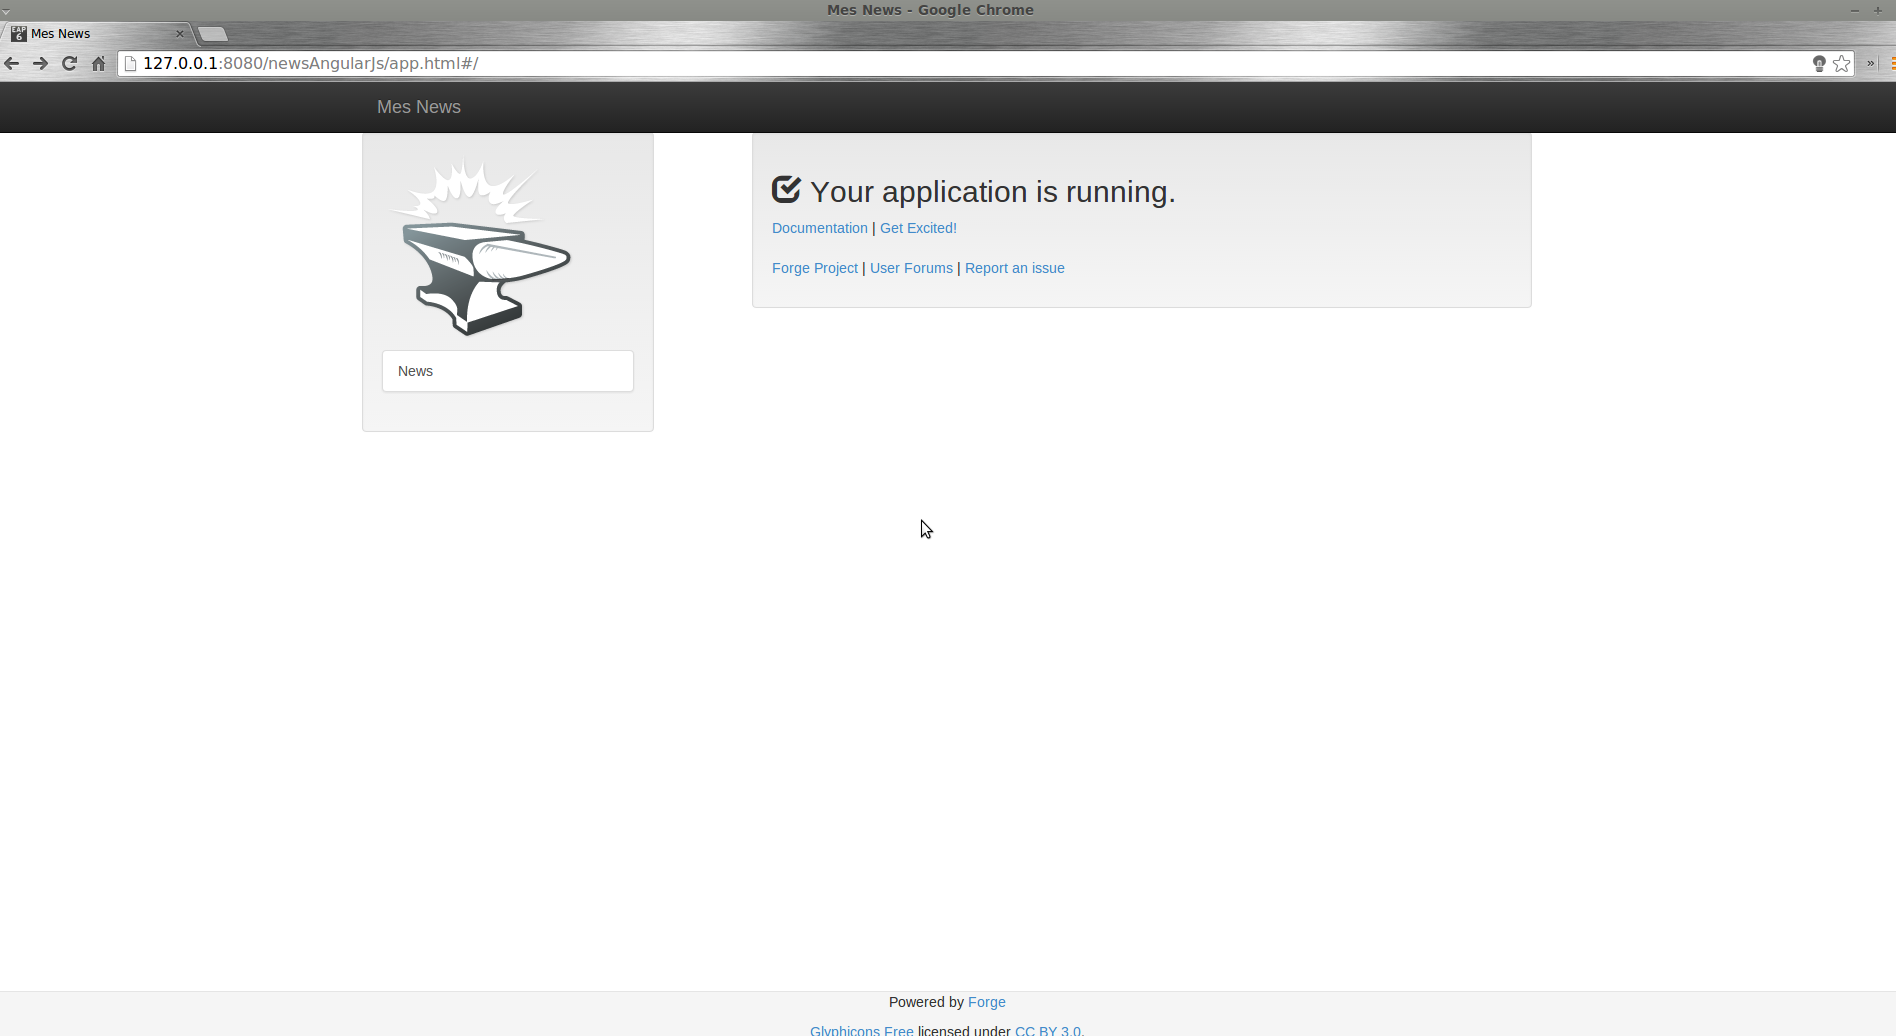 Mes News - Google Chrome
EAP 6 Mes News
127.0.0.1:8080/newsAngularJs/app.html#/
Mes News
Your application is running.
Documentation | Get Excited!
Forge Project | User Forums | Report an issue
News
Powered by Forge
Glyphicons Free licensed under CC BY 3.0.